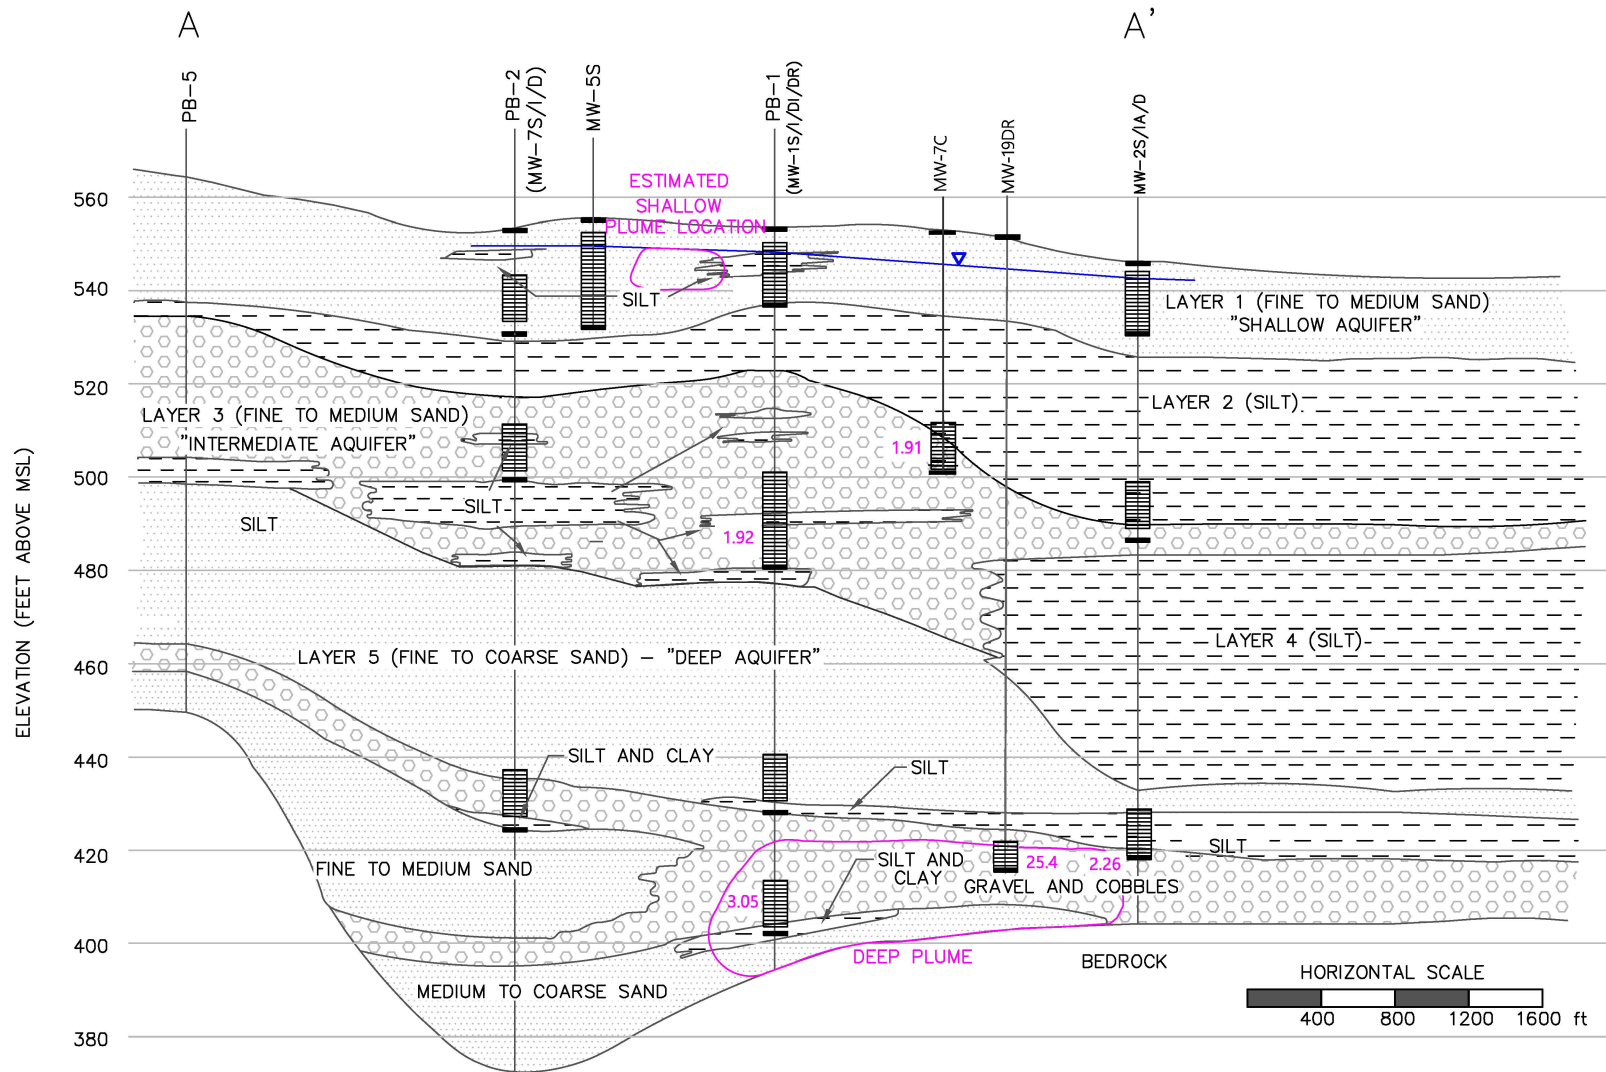 A
A'
PB-5
PB-2
(MW-7S/I/D)
MW-5S
PB-1
(MW-1S/I/DI/DR)
MW-7C
MW-19DR
MW-2S/IA/D
ESTIMATED
SHALLOW
PLUME LOCATION
560
540
520
500
480
460
440
420
400
380
ELEVATION (FEET ABOVE MSL)
SILT
LAYER 1 (FINE TO MEDIUM SAND)
"SHALLOW AQUIFER"
LAYER 2 (SILT)
LAYER 3 (FINE TO MEDIUM SAND)
"INTERMEDIATE AQUIFER"
1.91
SILT
SILT
1.92
LAYER 4 (SILT)
LAYER 5 (FINE TO COARSE SAND) - "DEEP AQUIFER"
SILT AND CLAY
SILT
SILT
FINE TO MEDIUM SAND
SILT AND
CLAY
25.4
2.26
GRAVEL AND COBBLES
3.05
DEEP PLUME
BEDROCK
MEDIUM TO COARSE SAND
HORIZONTAL SCALE
400
800
1200
1600 ft